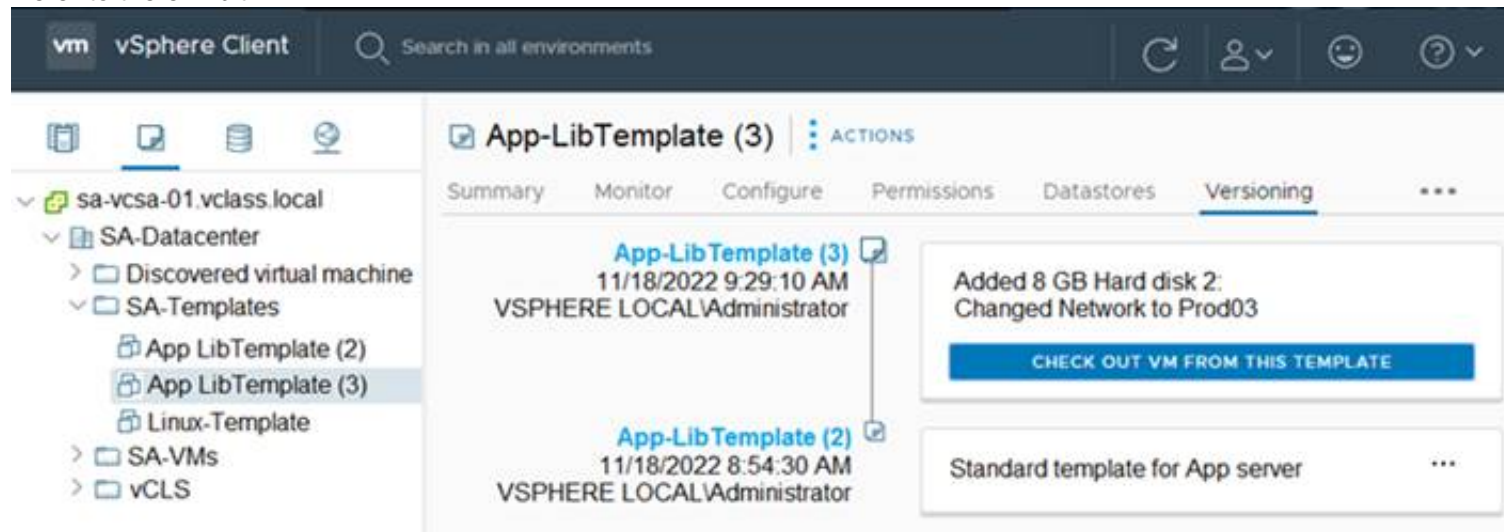 vm vSphere Client Search in all environments
App-LibTemplate (3) ACTIONS
Summary Monitor Configure Permissions Datastores Versioning ...
sa-vcsa-01.vclass.local
SA-Datacenter
Discovered virtual machine
SA-Templates
App LibTemplate (2)
App LibTemplate (3)
Linux-Template
SA-VMs
vCLS
App-LibTemplate (3)
11/18/2022 9:29:10 AM
VSPHERE LOCAL\Administrator
Added 8 GB Hard disk 2:
Changed Network to Prod03
CHECK OUT VM FROM THIS TEMPLATE
App-LibTemplate (2)
11/18/2022 8:54:30 AM
VSPHERE LOCAL\Administrator
Standard template for App server ...